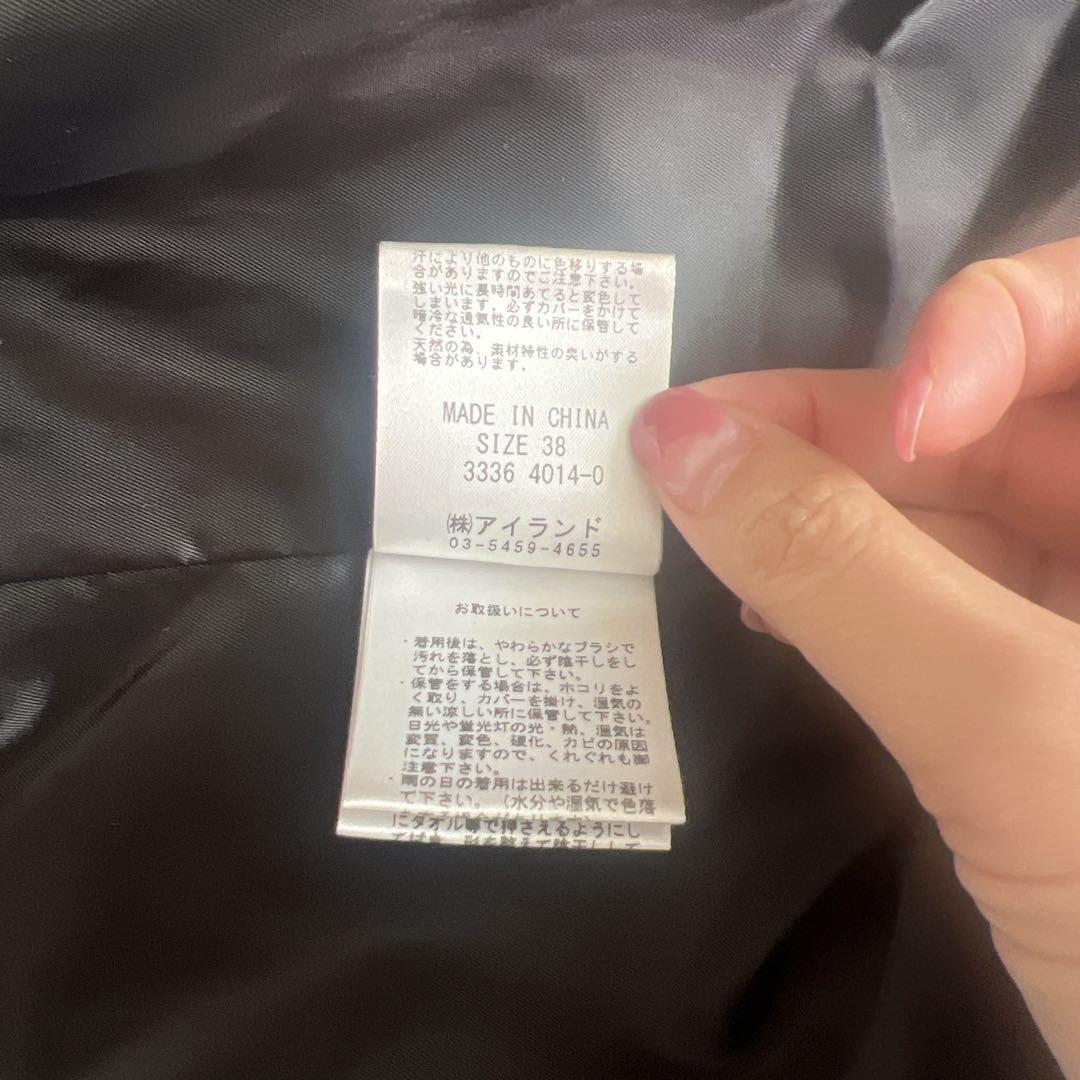 汗により他のものに色移りする場
合がありますのでご注意下さい。
強い光に長時間あてると変色して
しまいます。必ずカバーをかけて
暗冷な通気性の良い所に保管して
ください。
天然の為、素材特性の臭いがする
場合があります。
MADE IN CHINA
SIZE 38
3336 4014-0
㈱アイランド
03-5459-4655
お取扱いについて
・着用後は、やわらかなブラシで
汚れを落とし、必ず陰干しをし
てから保管して下さい。
・保管をする場合は、ホコリをよ
く取り、カバーを掛け、湿気の
無い涼しい所に保管して下さい。
日光や蛍光灯の光・熱、湿気は
変質、変色、硬化、カビの原因
になりますので、くれぐれも御
注意下さい。
・雨の日の着用は出来るだけ避け
て下さい。(水分や湿気で色落
にタオル等で押さえるようにし